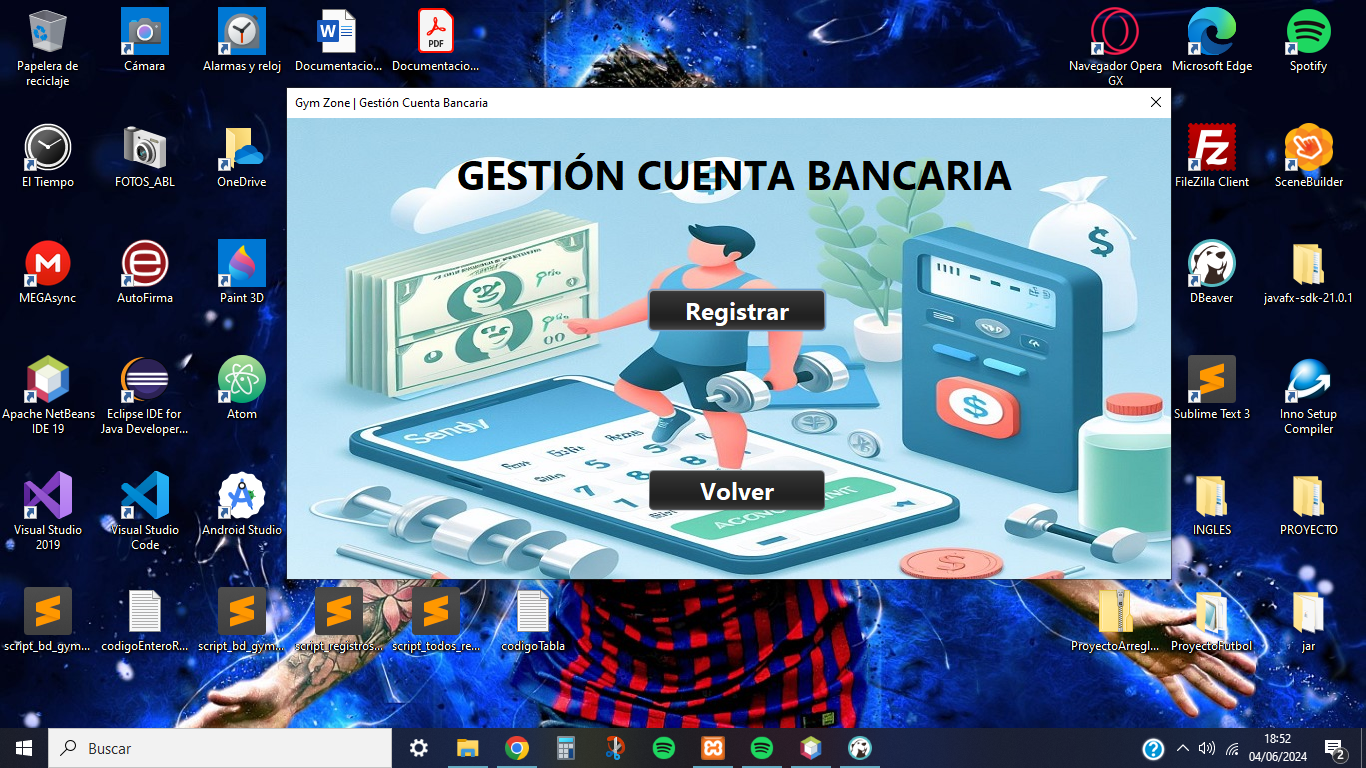 Papelera de
reciclaje
Cámara
Alarmas y reloj
Documentacio...
PDF
Documentacio...
Navegador Opera
GX
Microsoft Edge
Spotify
Gym Zone | Gestión Cuenta Bancaria
GESTIÓN CUENTA BANCARIA
Registrar
Volver
El Tiempo
FOTOS_ABL
OneDrive
FileZilla Client
SceneBuilder
MEGAsync
AutoFirma
Paint 3D
DBeaver
javafx-sdk-21.0.1
Apache NetBeans
IDE 19
Eclipse IDE for
Java Developer...
Atom
Sublime Text 3
Inno Setup
Compiler
Visual Studio
2019
Visual Studio
Code
Android Studio
INGLES
PROYECTO
script_bd_gym...
codigoEnteroR...
script_bd_gym...
script_registros...
script_todos_re...
codigoTabla
ProyectoArregl...
ProyectoFutbol
jar
Buscar
18:52
04/06/2024
2